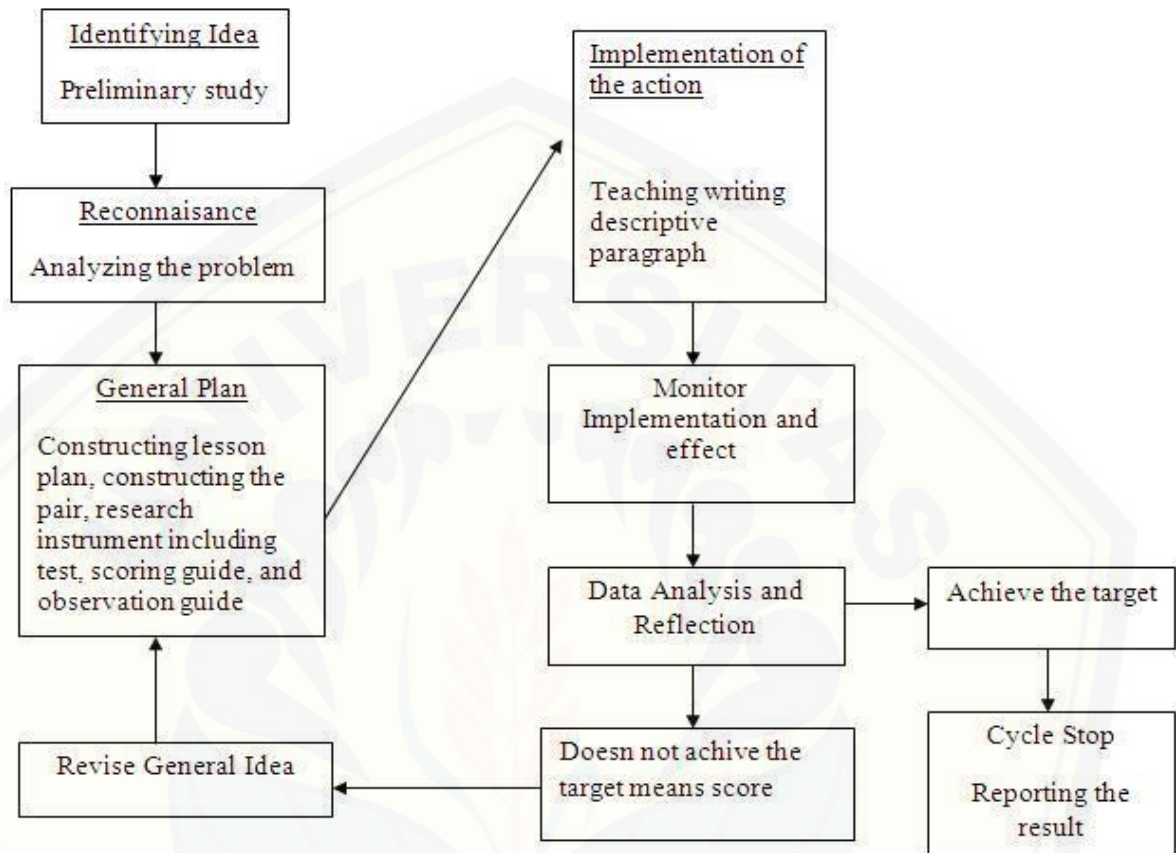 Identifying Idea
Preliminary study
Reconnaisance
Analyzing the problem
General Plan
Constructing lesson
plan, constructing the
pair, research
instrument including
test, scoring guide, and
observation guide
Revise General Idea
Implementation of
the action
Teaching writing
descriptive
paragraph
Monitor
Implementation and
effect
Data Analysis and
Reflection
Doesn not achive the
target means score
Achieve the target
Cycle Stop
Reporting the
result
UNIVERSITAS